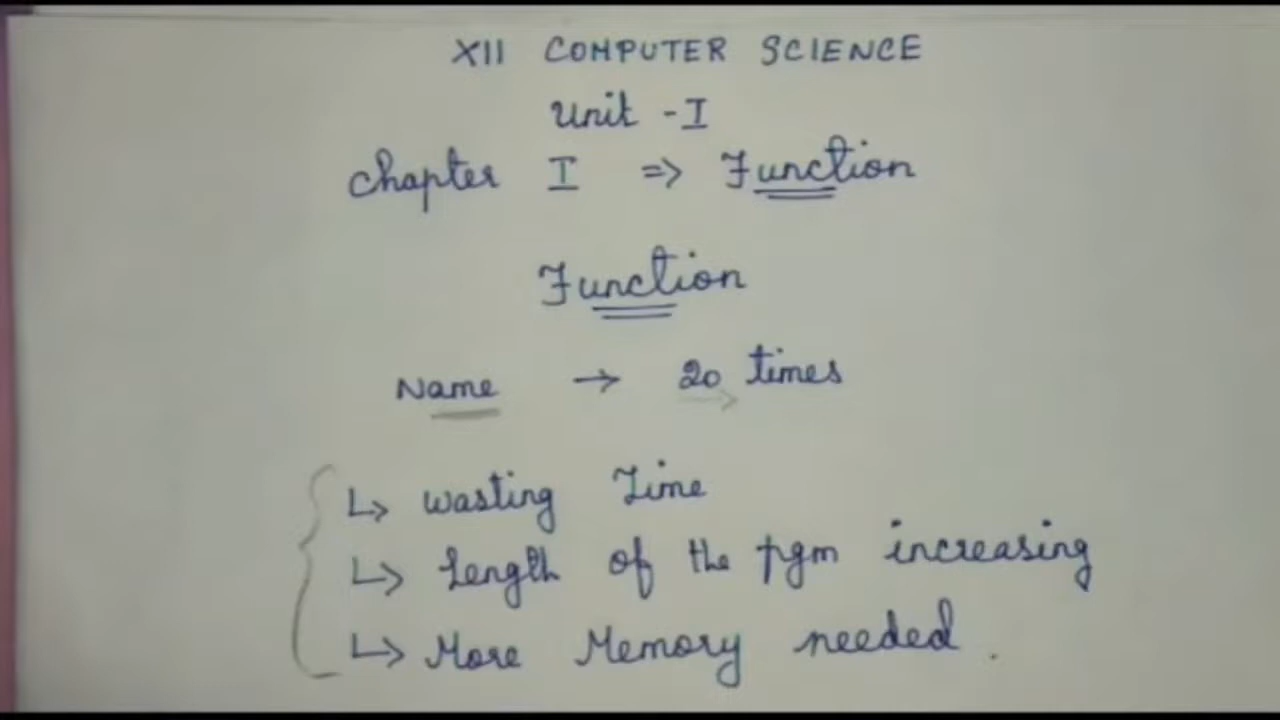 XII COMPUTER SCIENCE
Unit - I
Chapter I => Function
Function
Name → 20 times
↳ Wasting Time
↳ Length of the pgm increasing
↳ More Memory needed.